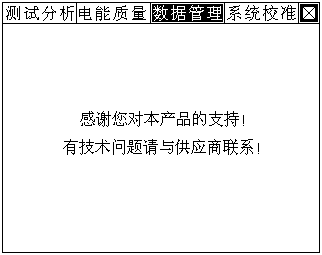 测试分析 电能质量 数据管理 系统校准
感谢您对本产品的支持!
有技术问题请与供应商联系!